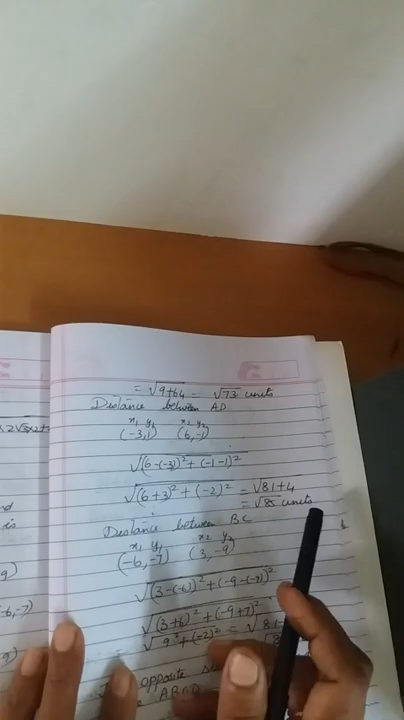 = √9+64 = √73 units
Distance between AD
x₁ y₁ x₂ y₂
(-3,1) (6,-1)
√(6-(-3))² + (-1-1)²
√(6+3)² + (-2)² = √81+4
= √85 units
Distance between BC
x₁ y₁ x₂ y₂
(-6,-7) (3,-9)
√(3-(-6))² + (-9-(-7))²
√(3+6)² + (-9+7)²
√9² + (-2)² = √81
opposite
ABCD